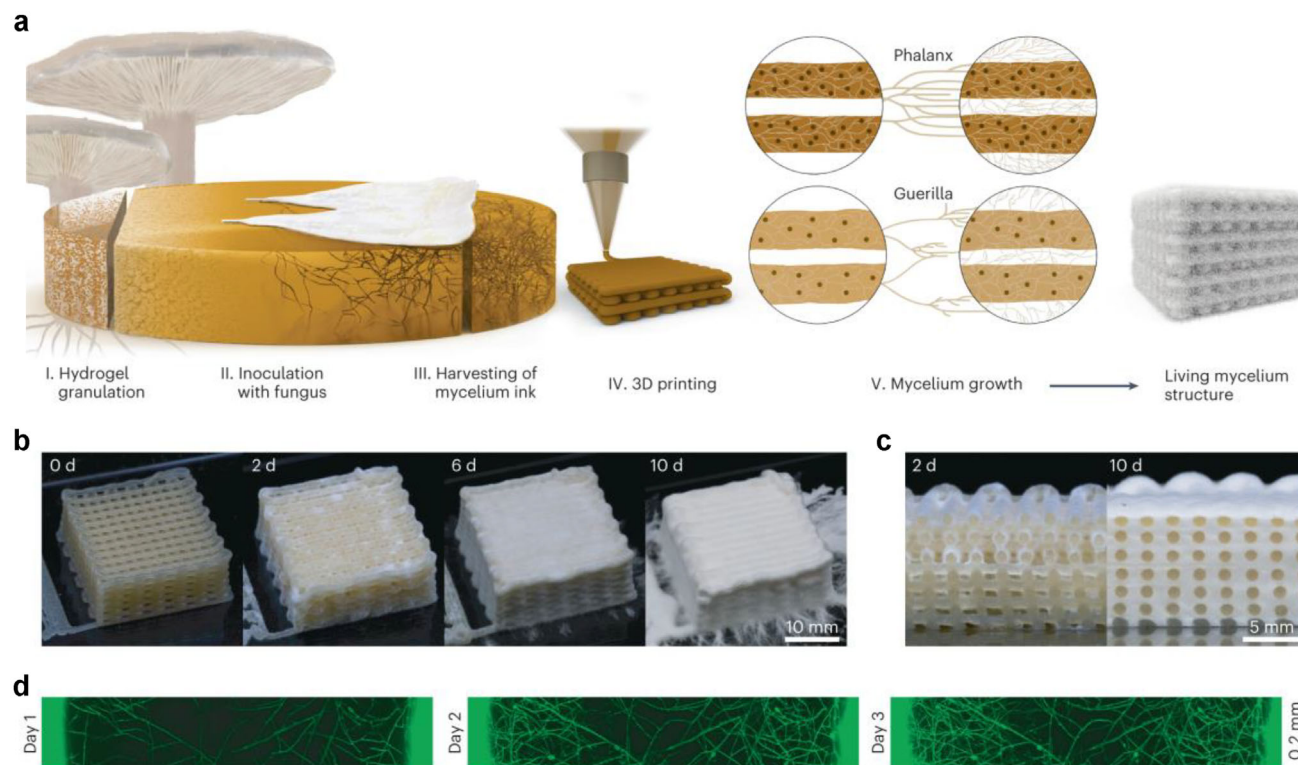 a
Phalanx
Guerilla
I. Hydrogel
granulation
II. Inoculation
with fungus
III. Harvesting of
mycelium ink
IV. 3D printing
V. Mycelium growth
Living mycelium
structure
b
0 d
2 d
6 d
10 d
10 mm
c
2 d
10 d
5 mm
d
Day 1
Day 2
Day 3
0.2 mm